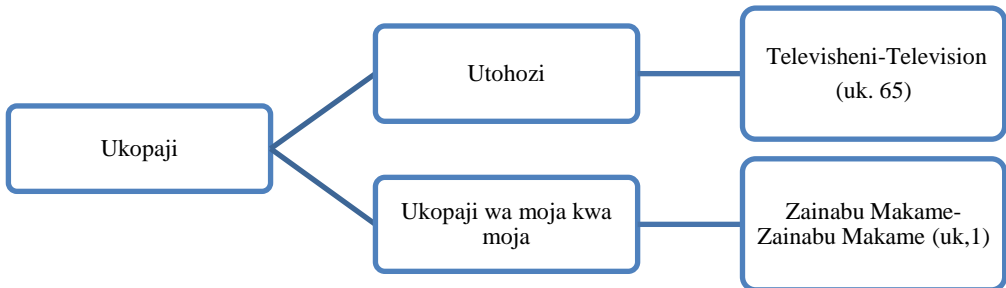 Ukopaji
Utohozi
Televisheni-Television
(uk. 65)
Ukopaji wa moja kwa
moja
Zainabu Makame-
Zainabu Makame (uk,1)